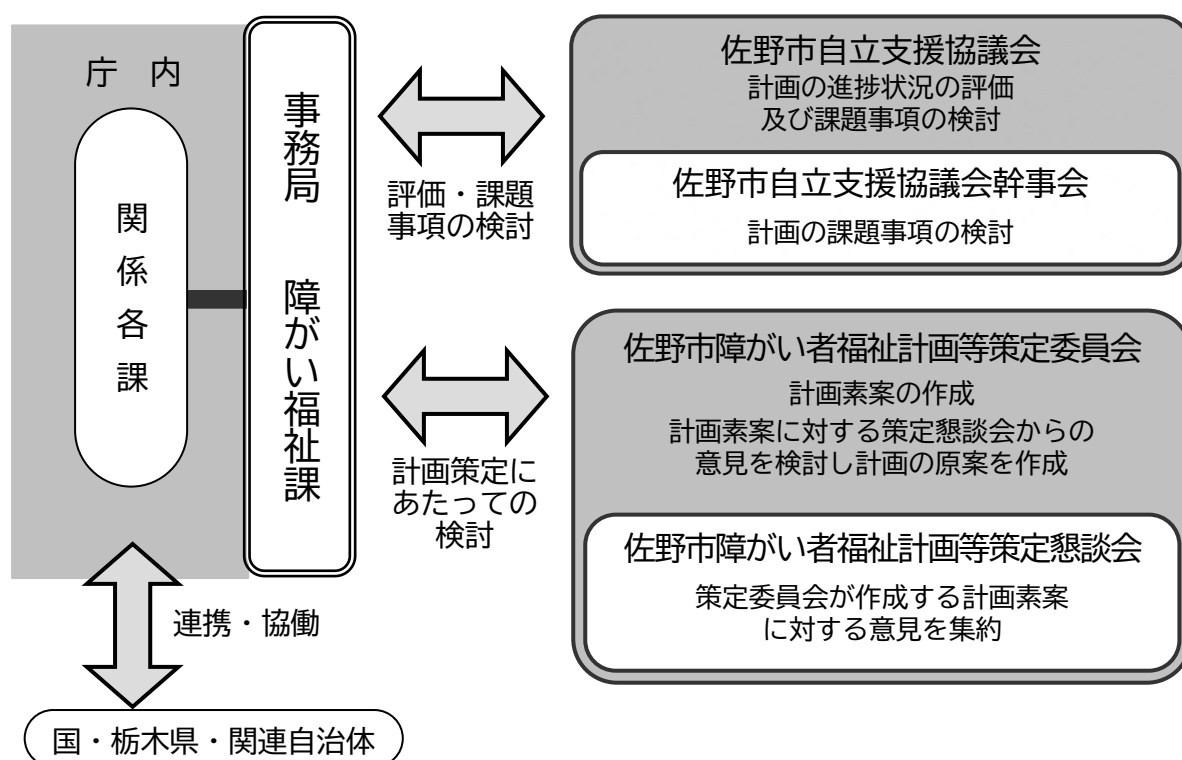 庁 内
関係各課
事務局 障がい福祉課
評価・課題
事項の検討
佐野市自立支援協議会
計画の進捗状況の評価
及び課題事項の検討
佐野市自立支援協議会幹事会
計画の課題事項の検討
計画策定に
あたっての
検討
佐野市障がい者福祉計画等策定委員会
計画素案の作成
計画素案に対する策定懇談会からの
意見を検討し計画の原案を作成
佐野市障がい者福祉計画等策定懇談会
策定委員会が作成する計画素案
に対する意見を集約
連携・協働
国・栃木県・関連自治体